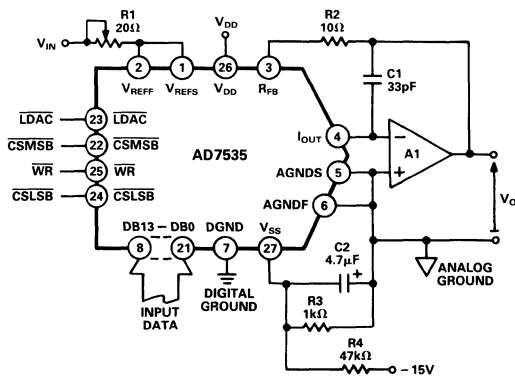 R1
20Ω
V_IN
V_DD
R2
10Ω
2 1 26 3
V_REFF V_REFS V_DD R_FB
C1
33pF
LDAC 23 LDAC
CSMSB 22 CSMSB
WR 25 WR
CSLSB 24 CSLSB
AD7535
I_OUT 4
AGNDS 5
AGNDF 6
−
+
A1
V_O
DB13 – DB0 DGND V_SS
8 21 7 27
C2
4.7μF +
ANALOG
GROUND
DIGITAL
GROUND
INPUT
DATA
R3
1kΩ
R4
47kΩ
–15V